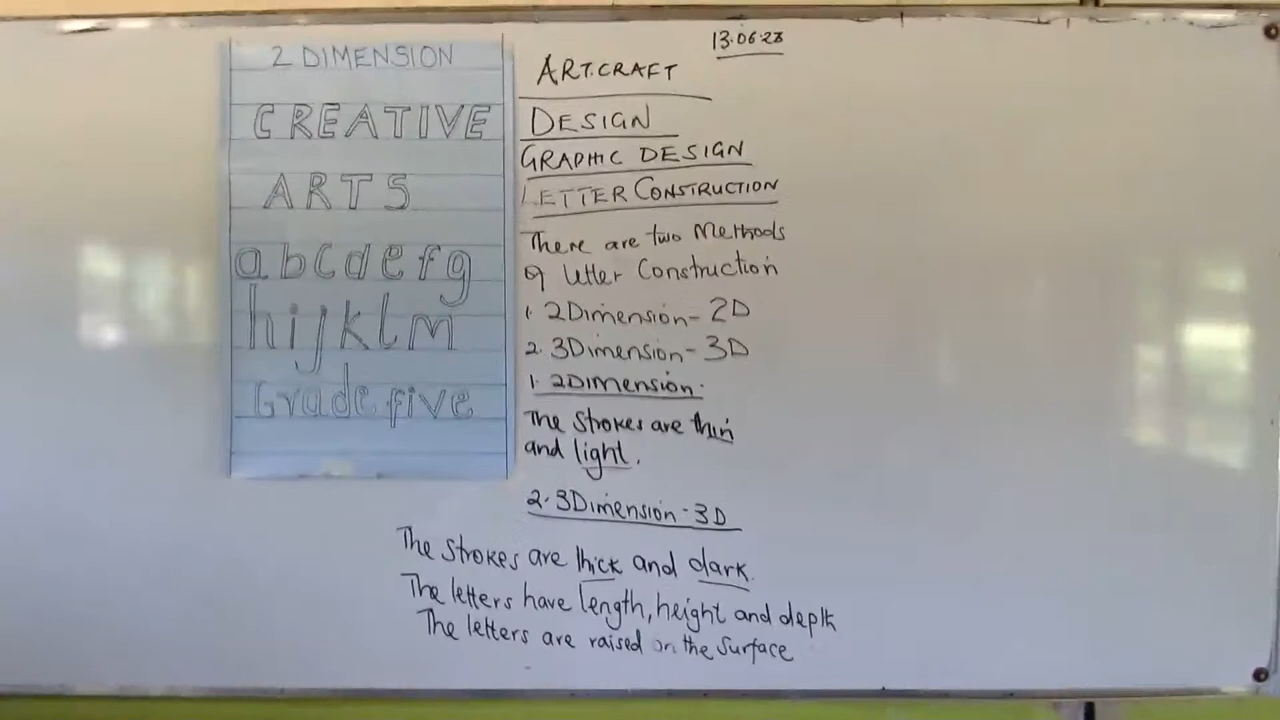 2 DIMENSION
CREATIVE
ARTS
abcdefg
hijklm
Grade five
13.06.23
ART.CRAFT
DESIGN
GRAPHIC DESIGN
LETTER CONSTRUCTION
There are two Methods
of letter Construction
1. 2Dimension - 2D
2. 3Dimension - 3D
1. 2Dimension.
The Strokes are thin
and light.
2. 3Dimension - 3D
The Strokes are thick and dark.
The letters have length, height and depth
The letters are raised on the Surface